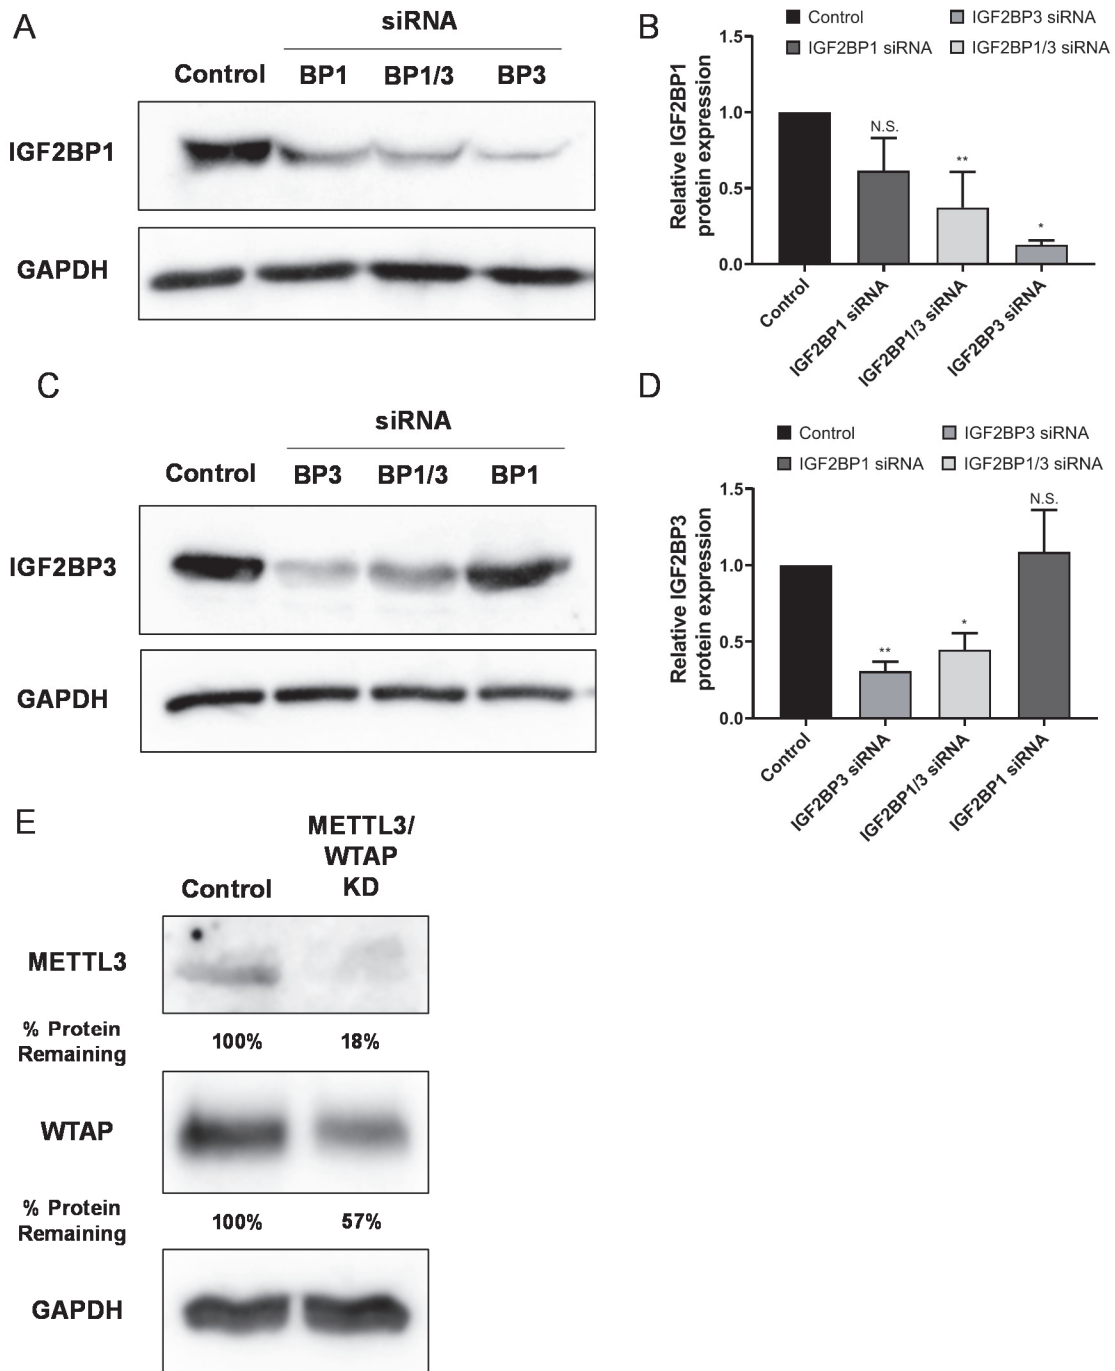 A
siRNA
Control BP1 BP1/3 BP3
IGF2BP1
GAPDH
B
Control
IGF2BP3 siRNA
IGF2BP1 siRNA
IGF2BP1/3 siRNA
Relative IGF2BP1
protein expression
1.5
1.0
0.5
0.0
N.S.
**
*
Control
IGF2BP1 siRNA
IGF2BP1/3 siRNA
IGF2BP3 siRNA
C
siRNA
Control BP3 BP1/3 BP1
IGF2BP3
GAPDH
D
Control
IGF2BP3 siRNA
IGF2BP1 siRNA
IGF2BP1/3 siRNA
Relative IGF2BP3
protein expression
1.5
1.0
0.5
0.0
**
*
N.S.
Control
IGF2BP3 siRNA
IGF2BP1/3 siRNA
IGF2BP1 siRNA
E
METTL3/
WTAP
Control KD
METTL3
% Protein
Remaining
100% 18%
WTAP
% Protein
Remaining
100% 57%
GAPDH